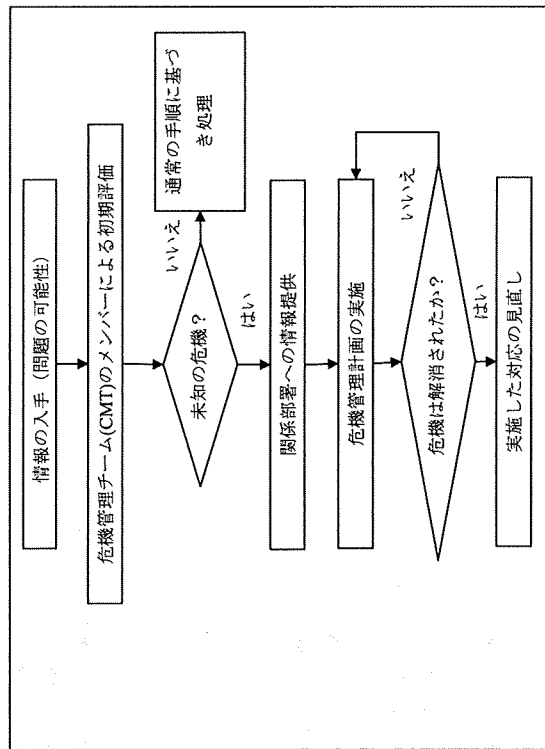 情報の入手（問題の可能性）
危機管理チーム(CMT)のメンバーによる初期評価
未知の危機？
いいえ
通常の手順に基づ
き処理
はい
関係部署への情報提供
危機管理計画の実施
危機は解消されたか？
いいえ
はい
実施した対応の見直し